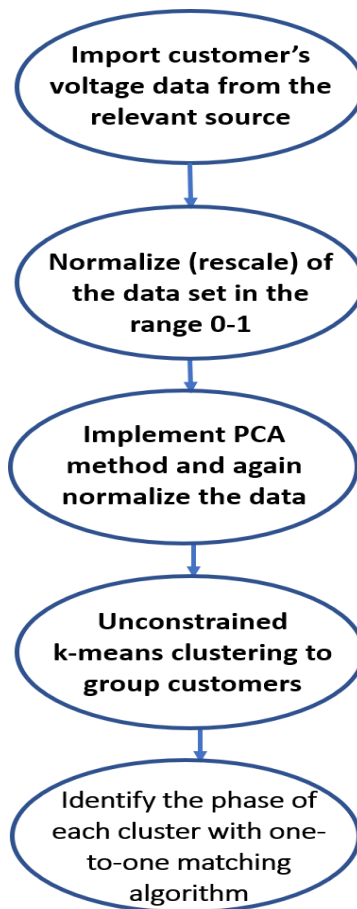 Import customer’s
voltage data from the
relevant source
Normalize (rescale) of
the data set in the
range 0-1
Implement PCA
method and again
normalize the data
Unconstrained
k-means clustering to
group customers
Identify the phase of
each cluster with one-
to-one matching
algorithm